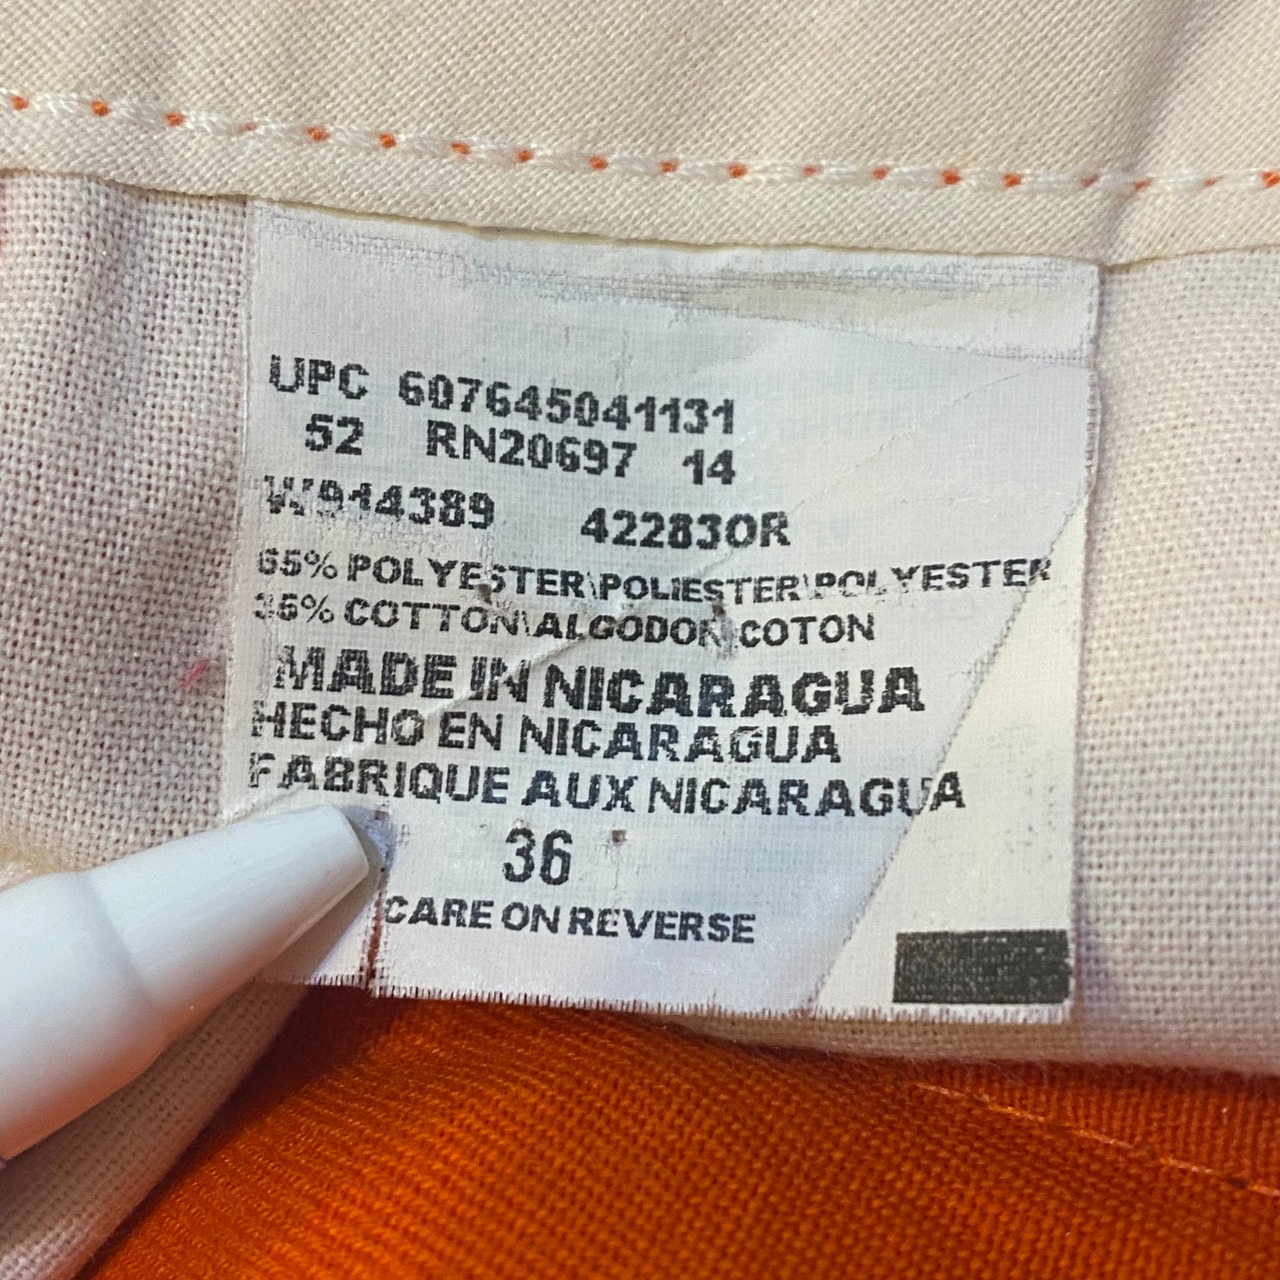 UPC 607645041131
52 RN20697 14
W914389 42283OR
65% POLYESTER\POLIESTER\POLYESTER
35% COTTON\ALGODON\COTON
MADE IN NICARAGUA
HECHO EN NICARAGUA
FABRIQUE AUX NICARAGUA
36
CARE ON REVERSE